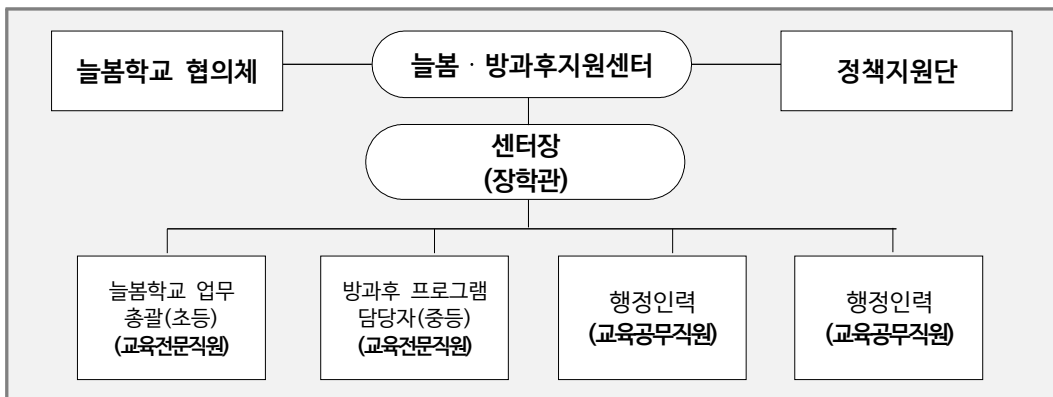 늘봄학교 협의체
늘봄 · 방과후지원센터
정책지원단
센터장
(장학관)
늘봄학교 업무
총괄(초등)
(교육전문직원)
방과후 프로그램
담당자(중등)
(교육전문직원)
행정인력
(교육공무직원)
행정인력
(교육공무직원)